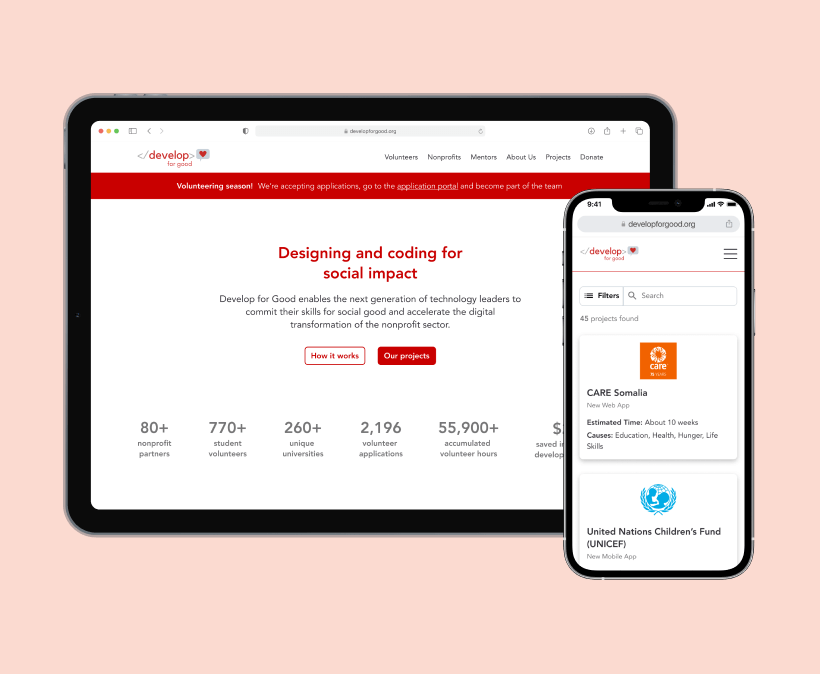 developforgood.org
</develop>
for good
Volunteers Nonprofits Mentors About Us Projects Donate
Volunteering season! We're accepting applications, go to the application portal and become part of the team
Designing and coding for
social impact
Develop for Good enables the next generation of technology leaders to
commit their skills for social good and accelerate the digital
transformation of the nonprofit sector.
How it works Our projects
80+ 770+ 260+ 2,196 55,900+ $
nonprofit student unique volunteer accumulated saved
partners volunteers universities applications volunteer hours
9:41
developforgood.org
</develop>
for good
Filters Search
45 projects found
care
CARE Somalia
New Web App
Estimated Time: About 10 weeks
Causes: Education, Health, Hunger, Life
Skills
United Nations Children's Fund
(UNICEF)
New Mobile App